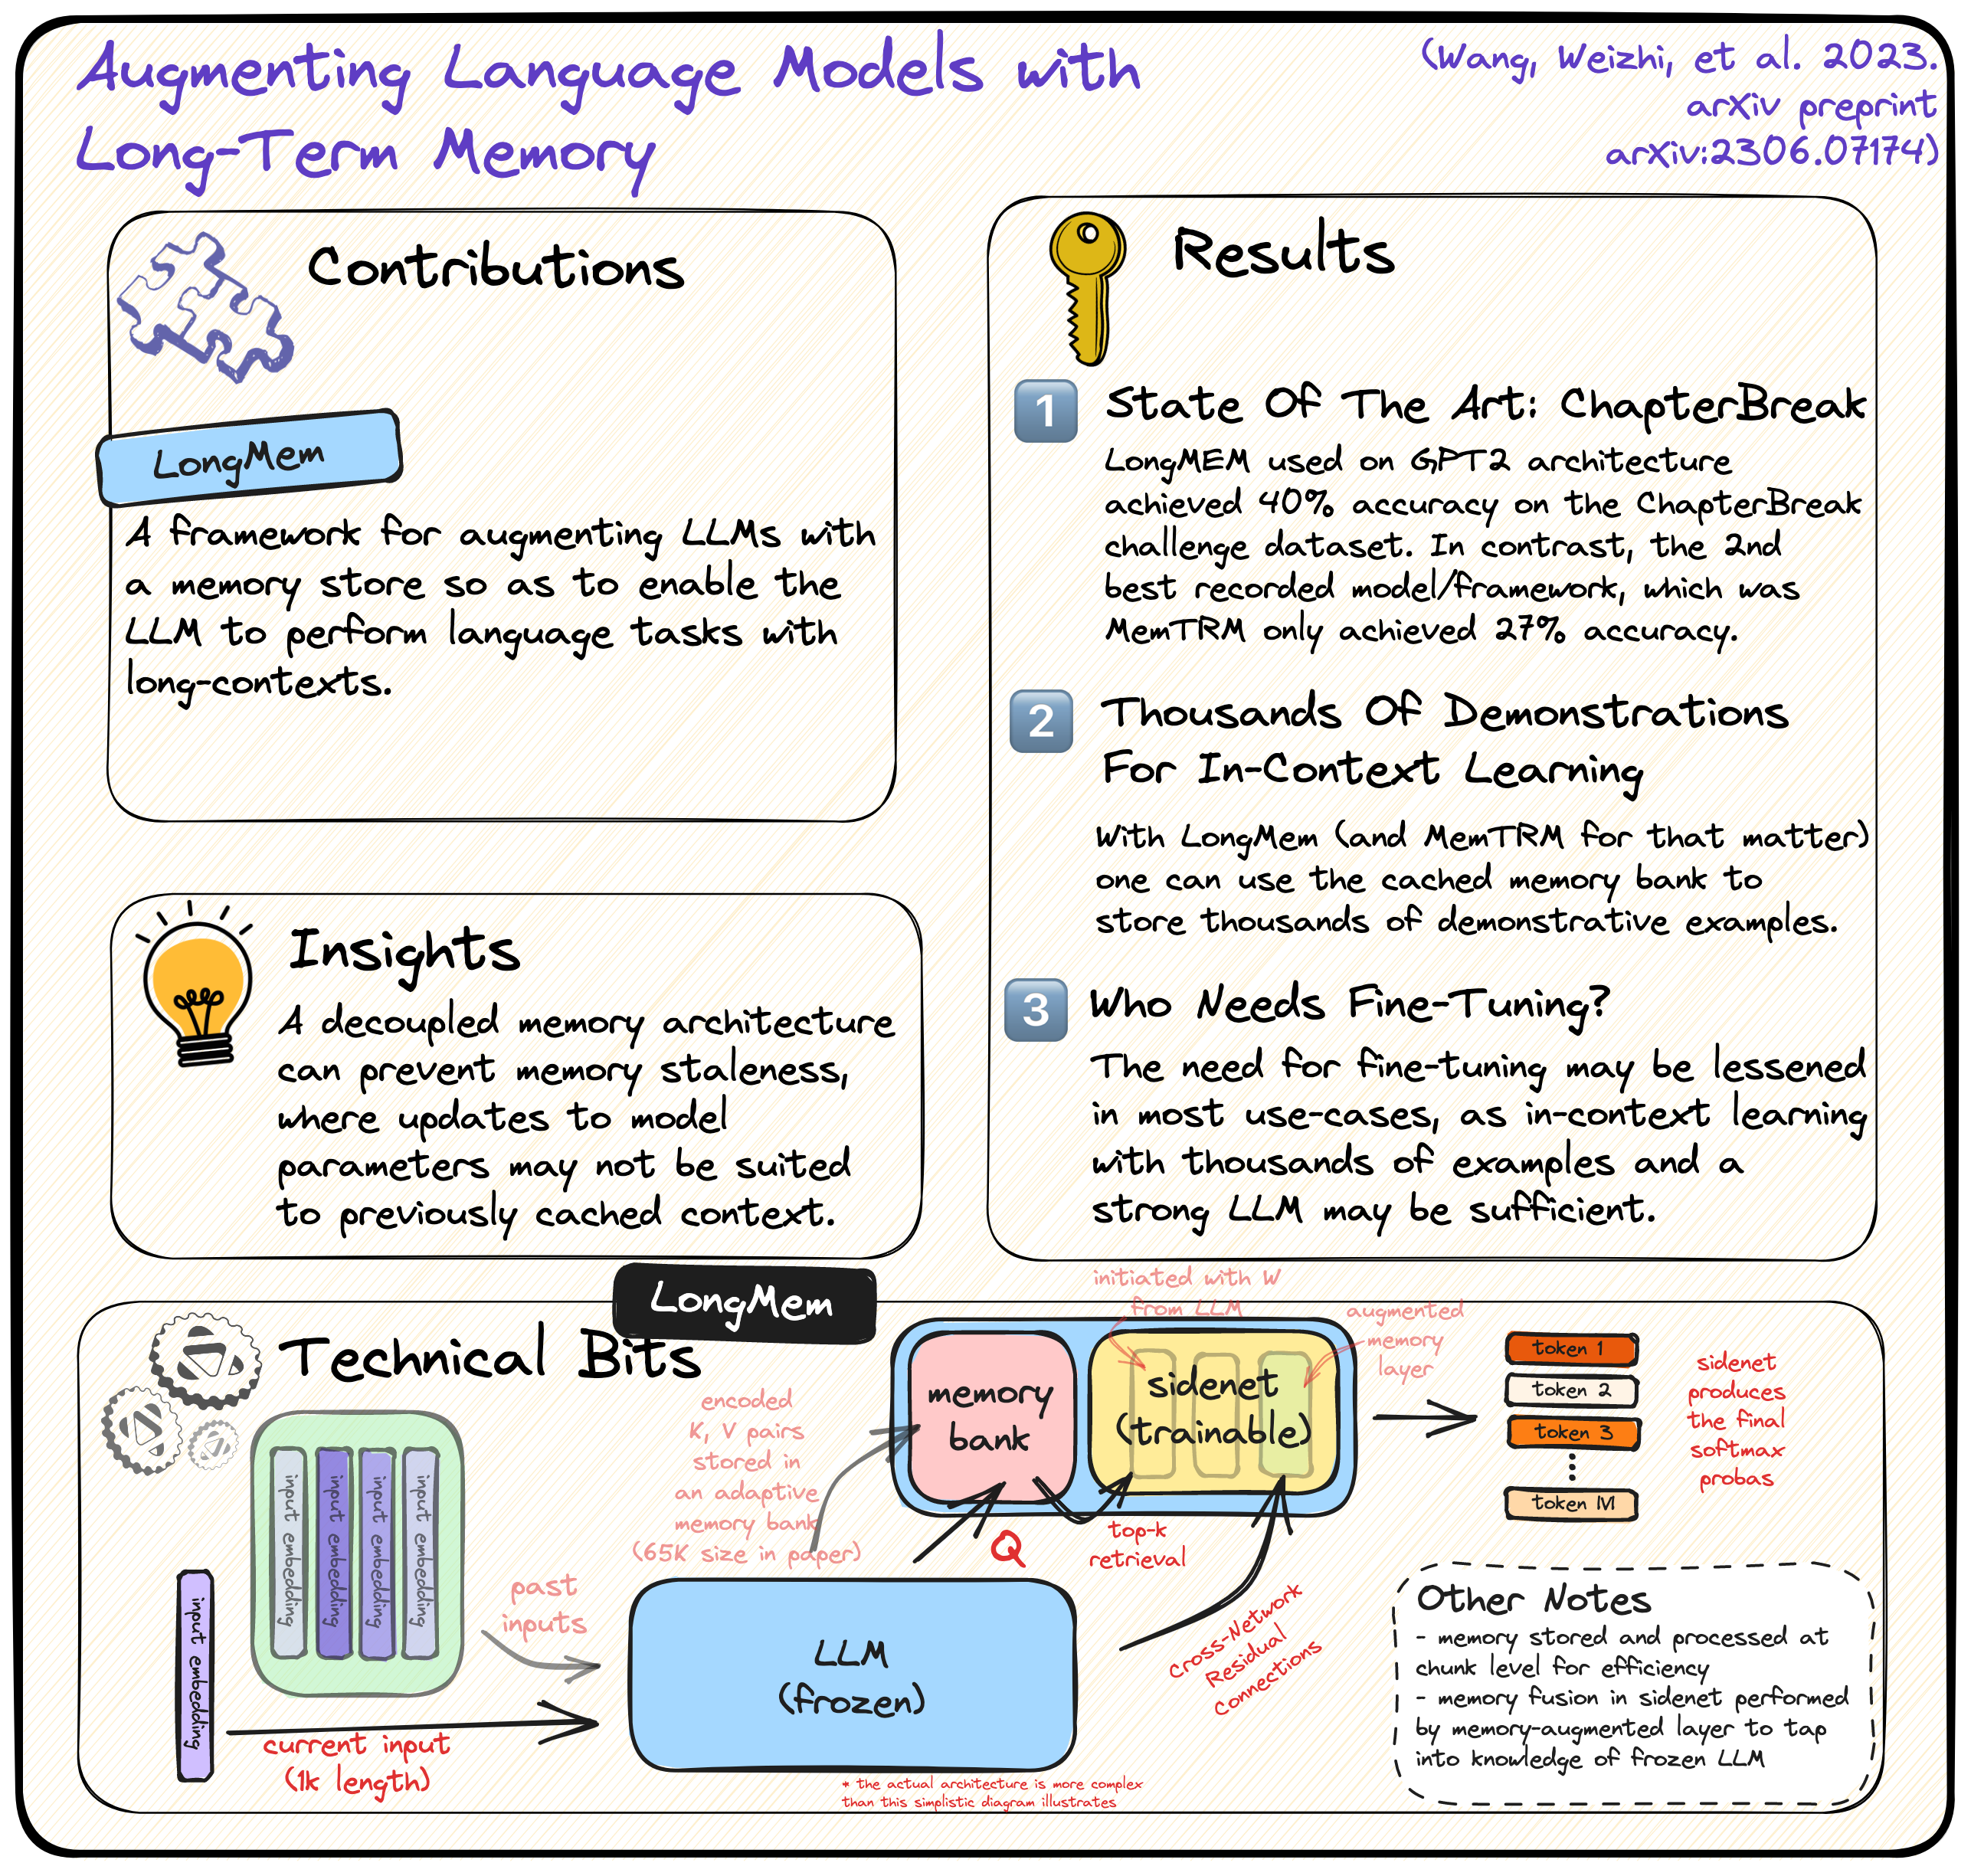 Augmenting Language Models with
Long-Term Memory
(Wang, Weizhi, et al. 2023.
arXiv preprint
arXiv:2306.07174)
Contributions
LongMem
A framework for augmenting LLMs with
a memory store so as to enable the
LLM to perform language tasks with
long-contexts.
Insights
A decoupled memory architecture
can prevent memory staleness,
where updates to model
parameters may not be suited
to previously cached context.
Results
1
State Of The Art: ChapterBreak
LongMEM used on GPT2 architecture
achieved 40% accuracy on the ChapterBreak
challenge dataset. In contrast, the 2nd
best recorded model/framework, which was
MemTRM only achieved 27% accuracy.
2
Thousands Of Demonstrations
For In-Context Learning
With LongMem (and MemTRM for that matter)
one can use the cached memory bank to
store thousands of demonstrative examples.
3
Who Needs Fine-Tuning?
The need for fine-tuning may be lessened
in most use-cases, as in-context learning
with thousands of examples and a
strong LLM may be sufficient.
LongMem
Technical Bits
input embedding
input embedding
input embedding
input embedding
input embedding
current input
(1k length)
past
inputs
encoded
K, V pairs
stored in
an adaptive
memory bank
(65K size in paper)
LLM
(frozen)
* the actual architecture is more complex
than this simplistic diagram illustrates
memory
bank
Q
top-k
retrieval
initiated with W
from LLM
augmented
memory
layer
sidenet
(trainable)
Cross-Network
Residual
Connections
token 1
token 2
token 3
token |V|
sidenet
produces
the final
softmax
probas
Other Notes
- memory stored and processed at
chunk level for efficiency
- memory fusion in sidenet performed
by memory-augmented layer to tap
into knowledge of frozen LLM